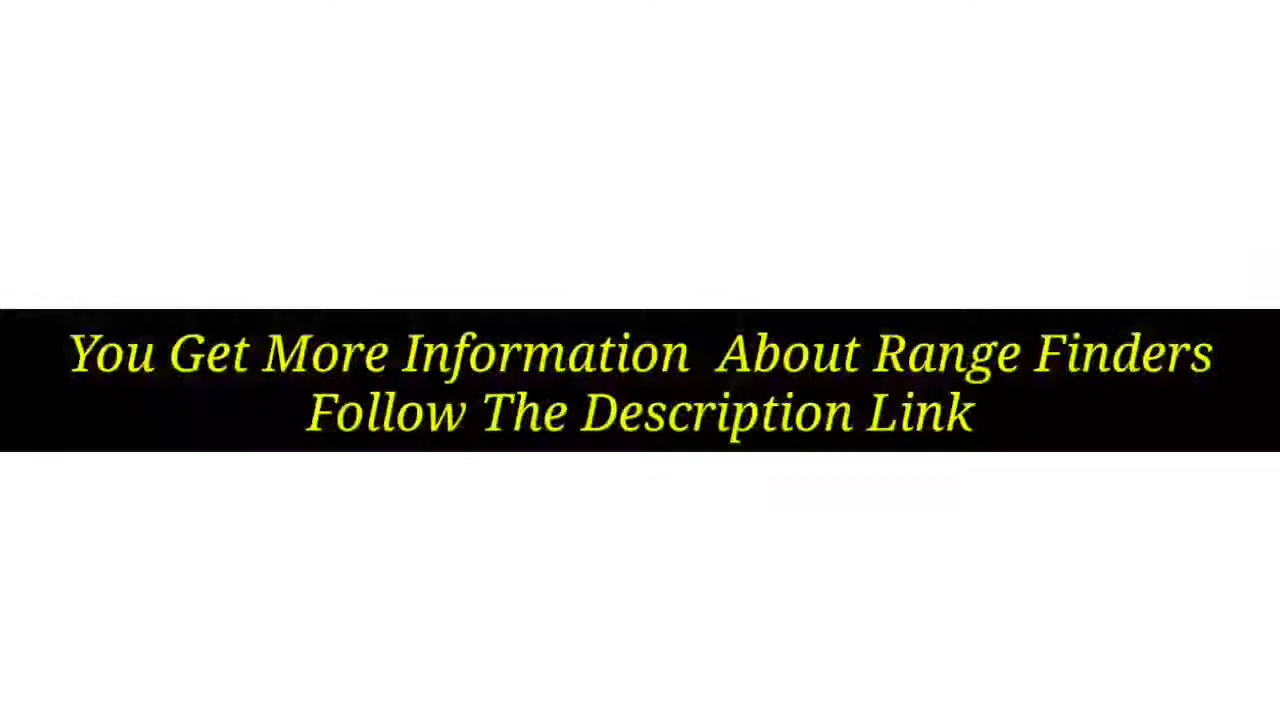 You Get More Information  About Range Finders
Follow The Description Link